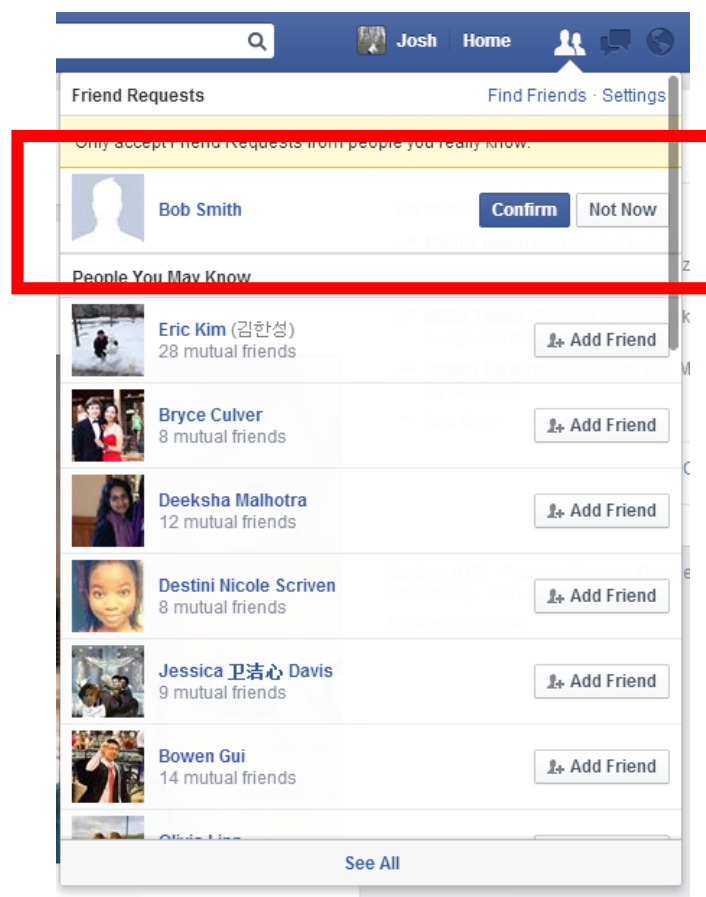 Josh Home
Friend Requests Find Friends · Settings
Only accept Friend Requests from people you really know.
Bob Smith Confirm Not Now
People You May Know
Eric Kim (김한성)
28 mutual friends
Add Friend
Bryce Culver
8 mutual friends
Add Friend
Deeksha Malhotra
12 mutual friends
Add Friend
Destini Nicole Scriven
8 mutual friends
Add Friend
Jessica 卫洁心 Davis
9 mutual friends
Add Friend
Bowen Gui
14 mutual friends
Add Friend
See All